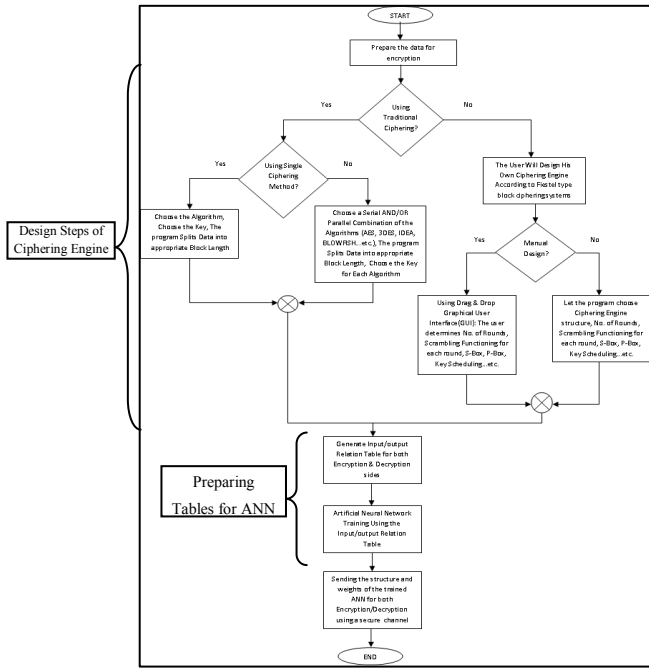 START
Prepare the data for
encryption
Using
Traditional
Ciphering?
Yes
No
Using Single
Ciphering
Method?
Yes
No
The User Will Design His
Own Ciphering Engine
According to Fiestel type
block cipheringsystems
Choose the Algorithm,
Choose the Key, The
program Splits Data into
appropriate Block Length
Choose a Serial AND/OR
Parallel Combination of the
Algorithms (AES, 3DES, IDEA,
BLOWFISH...etc.), The program
Splits Data into appropriate
Block Length, Choose the Key
for Each Algorithm
Design Steps of
Ciphering Engine
Yes
No
Manual
Design?
Using Drag & Drop
Graphical User
Interface(GUI): The user
determines No. of Rounds,
Scrambling Functioning for
each round, S-Box, P-Box,
Key Scheduling...etc.
Let the program choose
Ciphering Engine
structure, No. of Rounds,
Scrambling Functioning for
each round, S-Box, P-Box,
Key Scheduling...etc.
Generate Input/output
Relation Table for both
Encryption & Decryption
sides
Preparing
Tables for ANN
Artificial Neural Network
Training Using the
Input/output Relation
Table
Sending the structure and
weights of the trained
ANN for both
Encryption/Decryption
using a secure channel
END